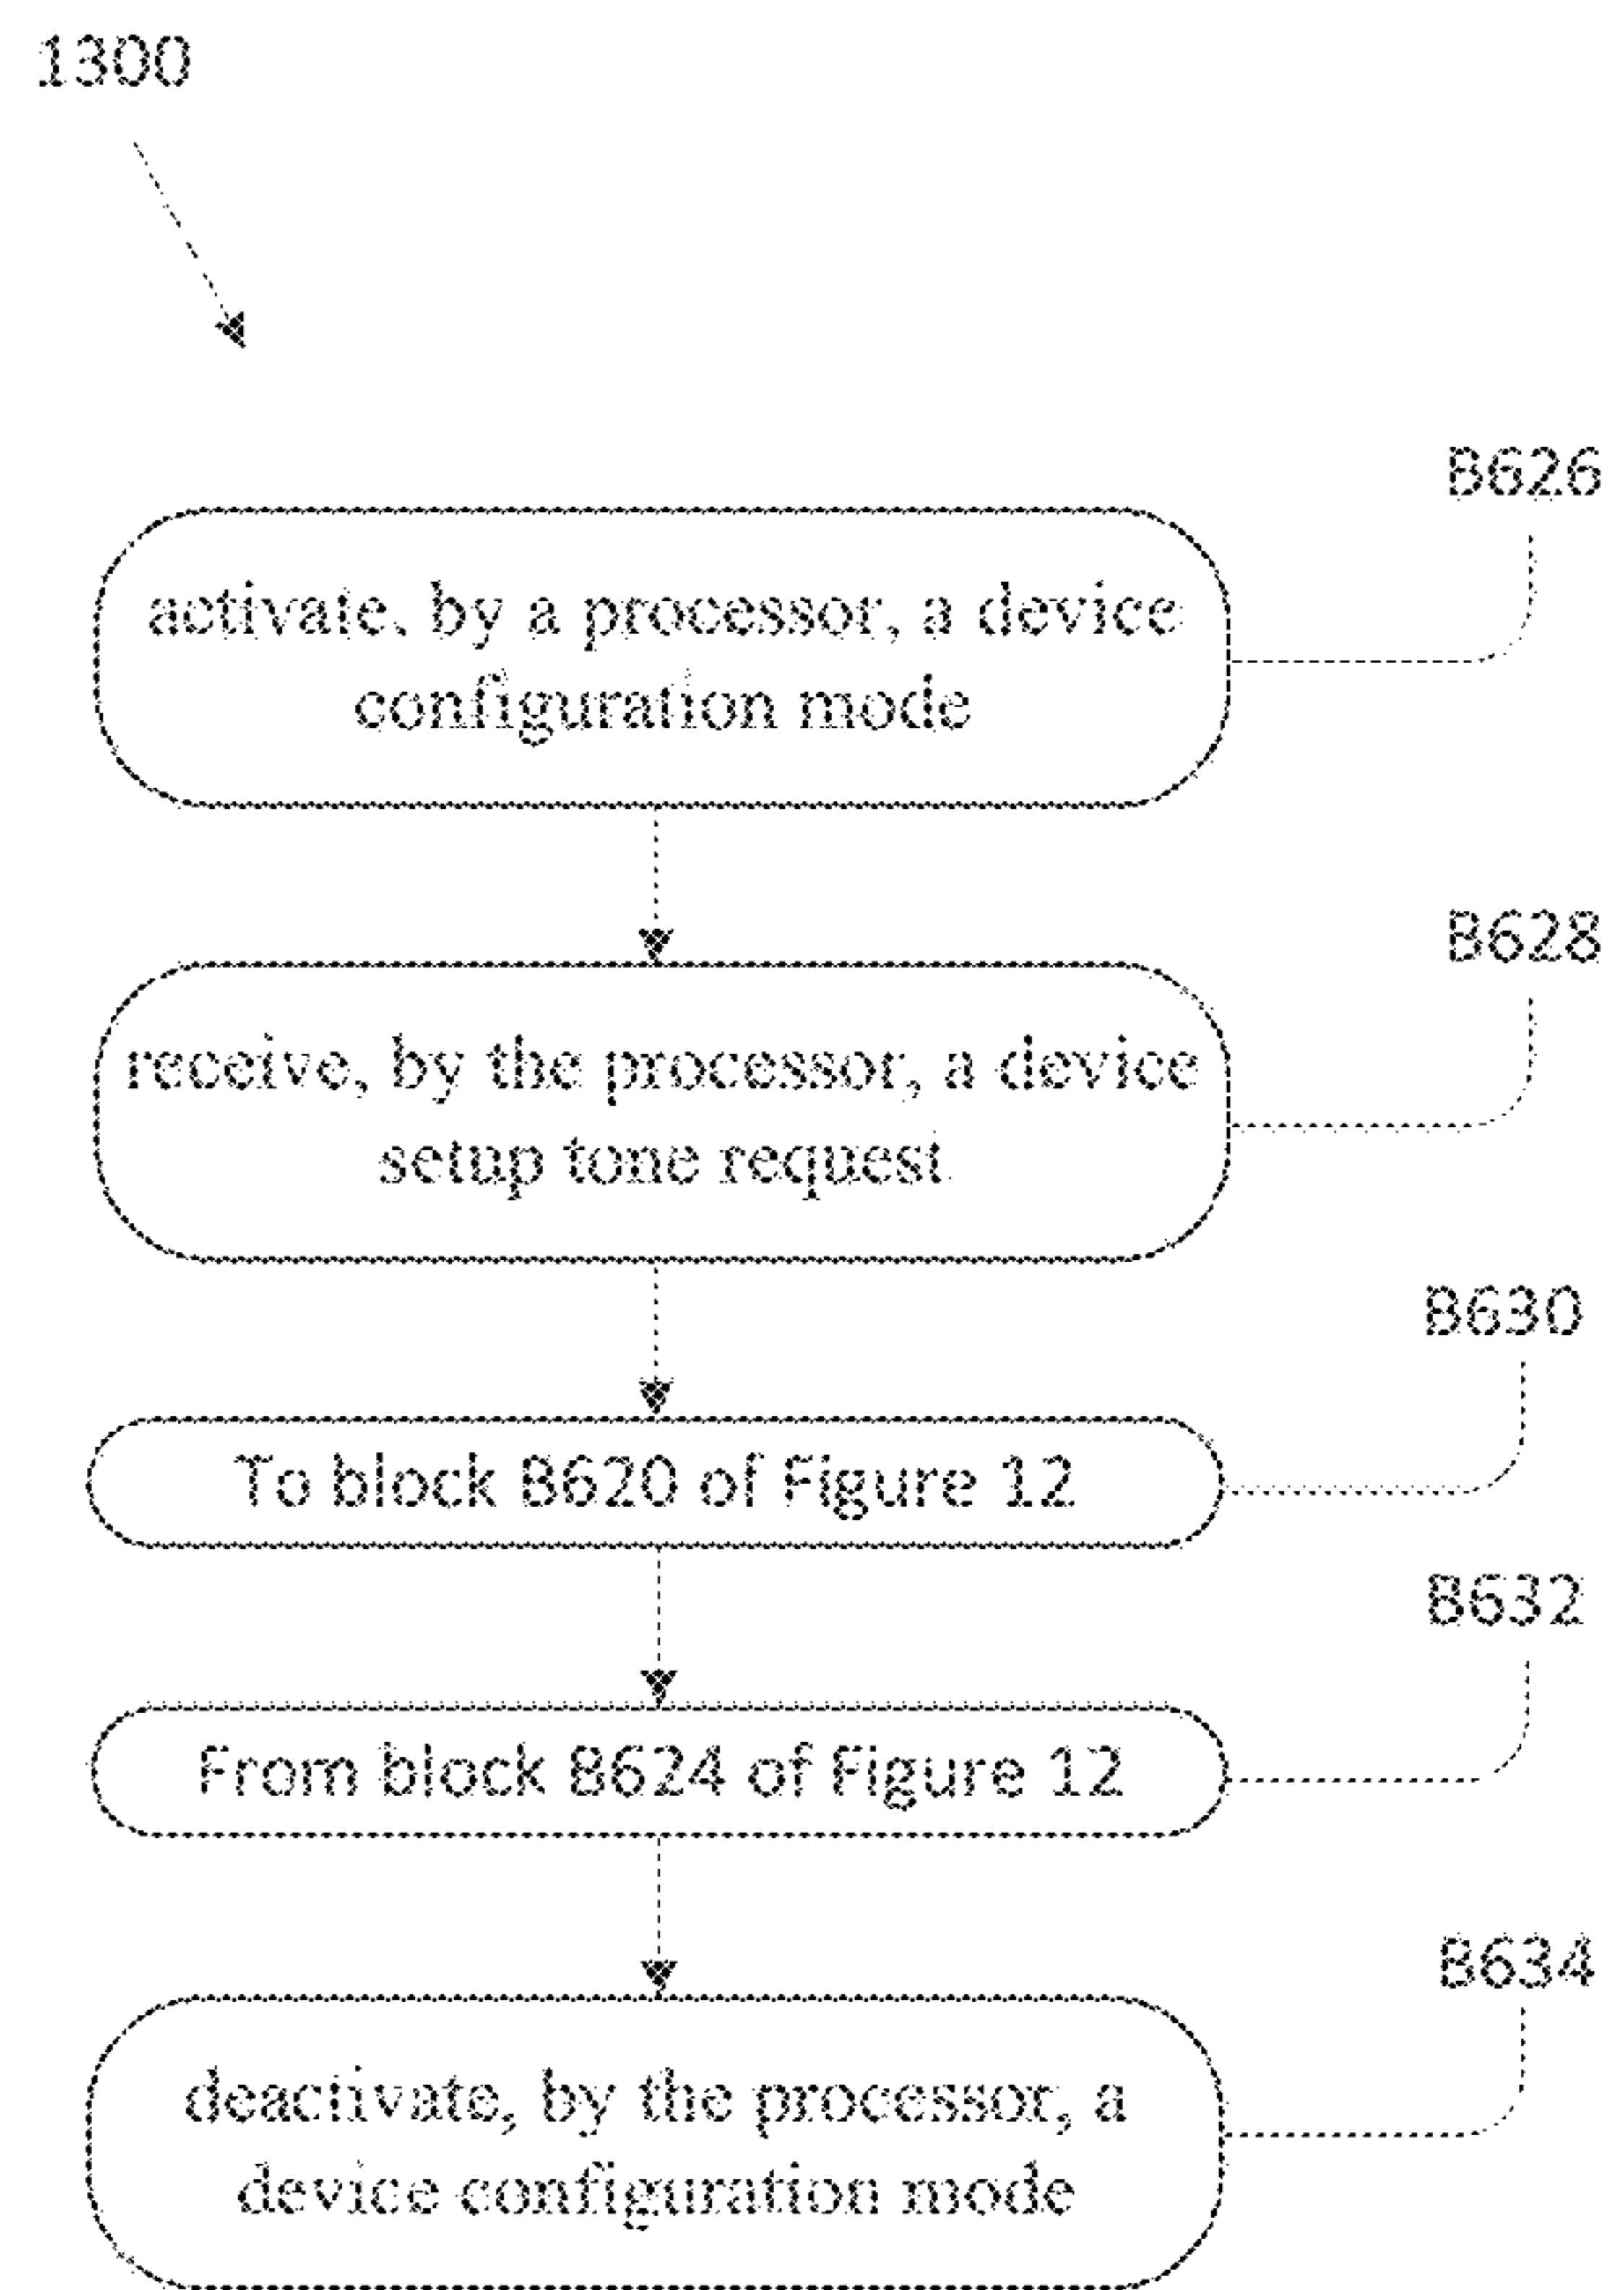 1300
B626
activate, by a processor, a device
configuration mode
B628
receive, by the processor, a device
setup tone request
B630
To block B620 of Figure 12
B632
From block B624 of Figure 12
B634
deactivate, by the processor, a
device configuration mode